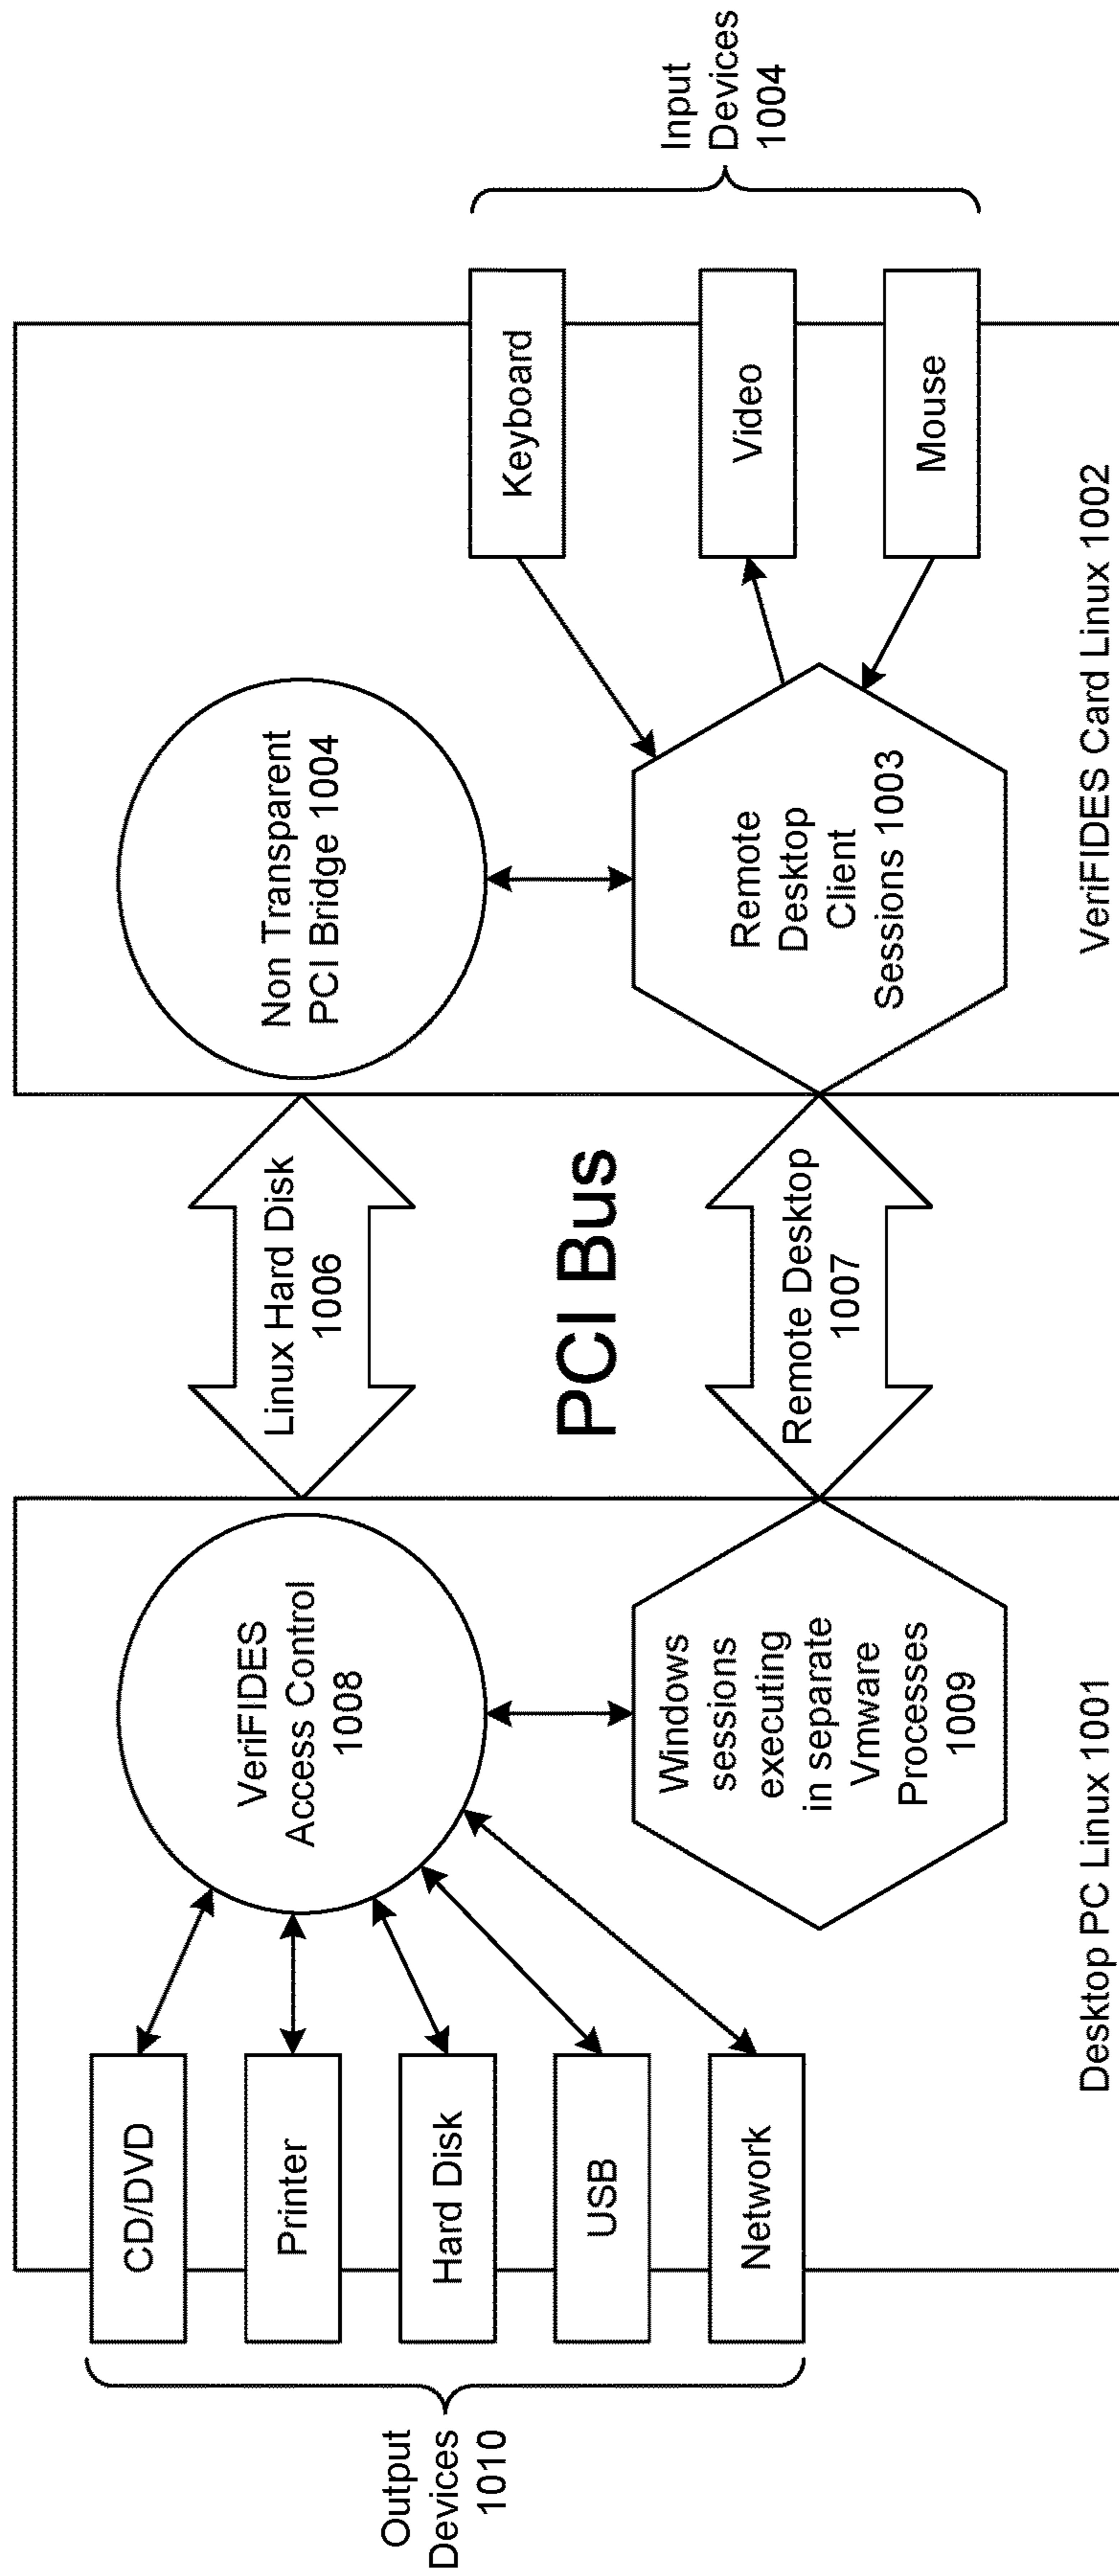 Output
Devices
1010
CD/DVD
Printer
Hard Disk
USB
Network
VeriFIDES
Access Control
1008
Windows
sessions
executing
in separate
Vmware
Processes
1009
Desktop PC Linux 1001
Linux Hard Disk
1006
PCI Bus
Remote Desktop
1007
Non Transparent
PCI Bridge 1004
Remote
Desktop
Client
Sessions 1003
Keyboard
Video
Mouse
VeriFIDES Card Linux 1002
Input
Devices
1004